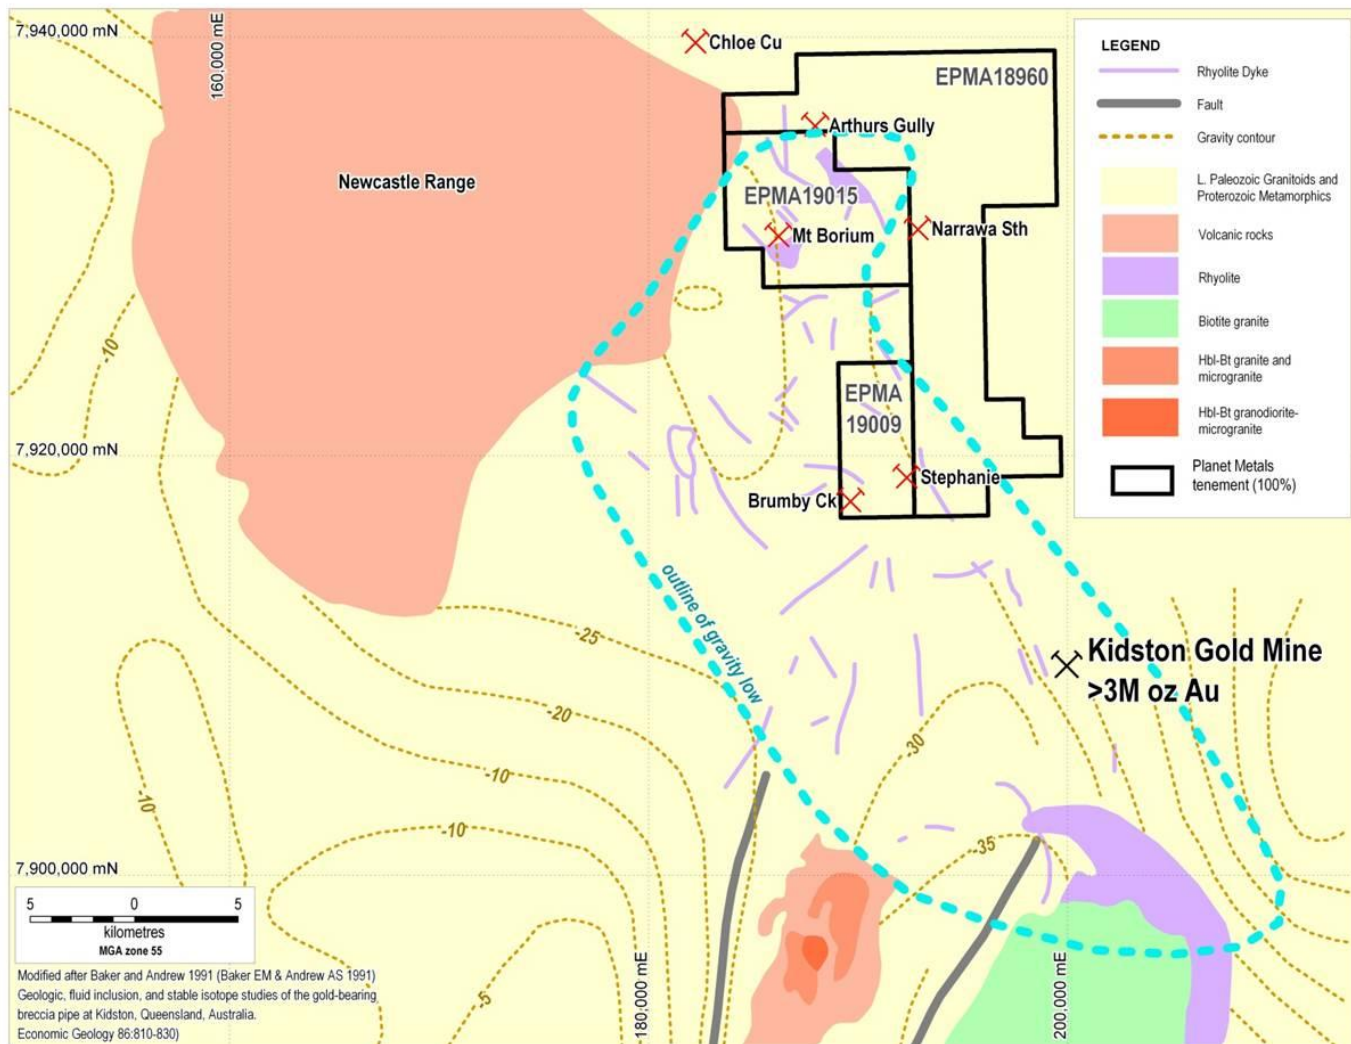 7,940,000 mN
160,000 mE
Chloe Cu
EPMA18960
Arthurs Gully
Newcastle Range
EPMA19015
Mt Borium
Narrawa Sth
-10
EPMA
19009
7,920,000 mN
Stephanie
Brumby Ck
outline of gravity low
-25
Kidston Gold Mine
>3M oz Au
-20
-30
-10
-10
-10
-35
7,900,000 mN
-5
180,000 mE
200,000 mE
LEGEND
Rhyolite Dyke
Fault
Gravity contour
L. Paleozoic Granitoids and
Proterozoic Metamorphics
Volcanic rocks
Rhyolite
Biotite granite
Hbl-Bt granite and
microgranite
Hbl-Bt granodiorite-
microgranite
Planet Metals
tenement (100%)
5 0 5
kilometres
MGA zone 55
Modified after Baker and Andrew 1991 (Baker EM & Andrew AS 1991)
Geologic, fluid inclusion, and stable isotope studies of the gold-bearing
breccia pipe at Kidston, Queensland, Australia.
Economic Geology 86:810-830)